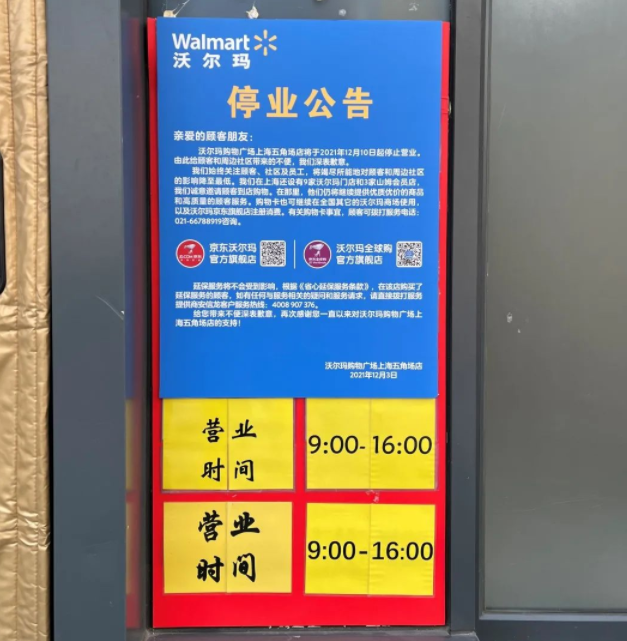 Walmart
沃尔玛
停业公告
亲爱的顾客朋友：
沃尔玛购物广场上海五角场店将于2021年12月10日起停止营业。
由此给顾客和周边社区带来的不便，我们深表歉意。
我们始终关注顾客、社区及员工，将竭尽所能地对顾客和周边社区
的影响降至最低。我们在上海还设有9家沃尔玛门店和3家山姆会员店，
我们诚意邀请顾客到店购物。在那里，他们仍将继续提供优质优价的商品
和高质量的顾客服务。购物卡也可继续在全国其它的沃尔玛商场使用，
以及沃尔玛京东旗舰店注册消费。有关购物卡事宜，顾客可拨打服务电话：
021-66788919咨询。
京东沃尔玛
官方旗舰店
沃尔玛全球购
官方旗舰店
延保服务将不会受到影响，根据《省心延保服务条款》，在该店购买了
延保服务的顾客，如有任何与服务相关的疑问和服务请求，请直接拨打服务
提供商安信龙客户服务热线：4008 907 376。
给您带来不便深表歉意，再次感谢您一直以来对沃尔玛购物广场上
海五角场店的支持！
沃尔玛购物广场上海五角场店
2021年12月3日
营业
时间
9:00-16:00
营业
时间
9:00-16:00